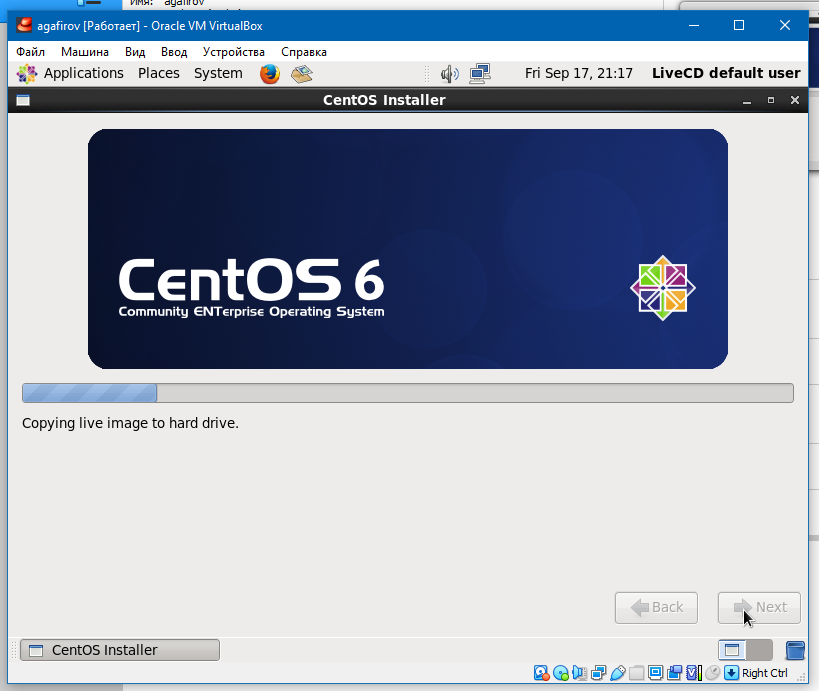 Имя: agafirov
agafirov [Работает] - Oracle VM VirtualBox
Файл Машина Вид Ввод Устройства Справка
Applications Places System Fri Sep 17, 21:17 LiveCD default user
CentOS Installer
CentOS 6
Community ENTerprise Operating System
Copying live image to hard drive.
Back Next
CentOS Installer
Right Ctrl